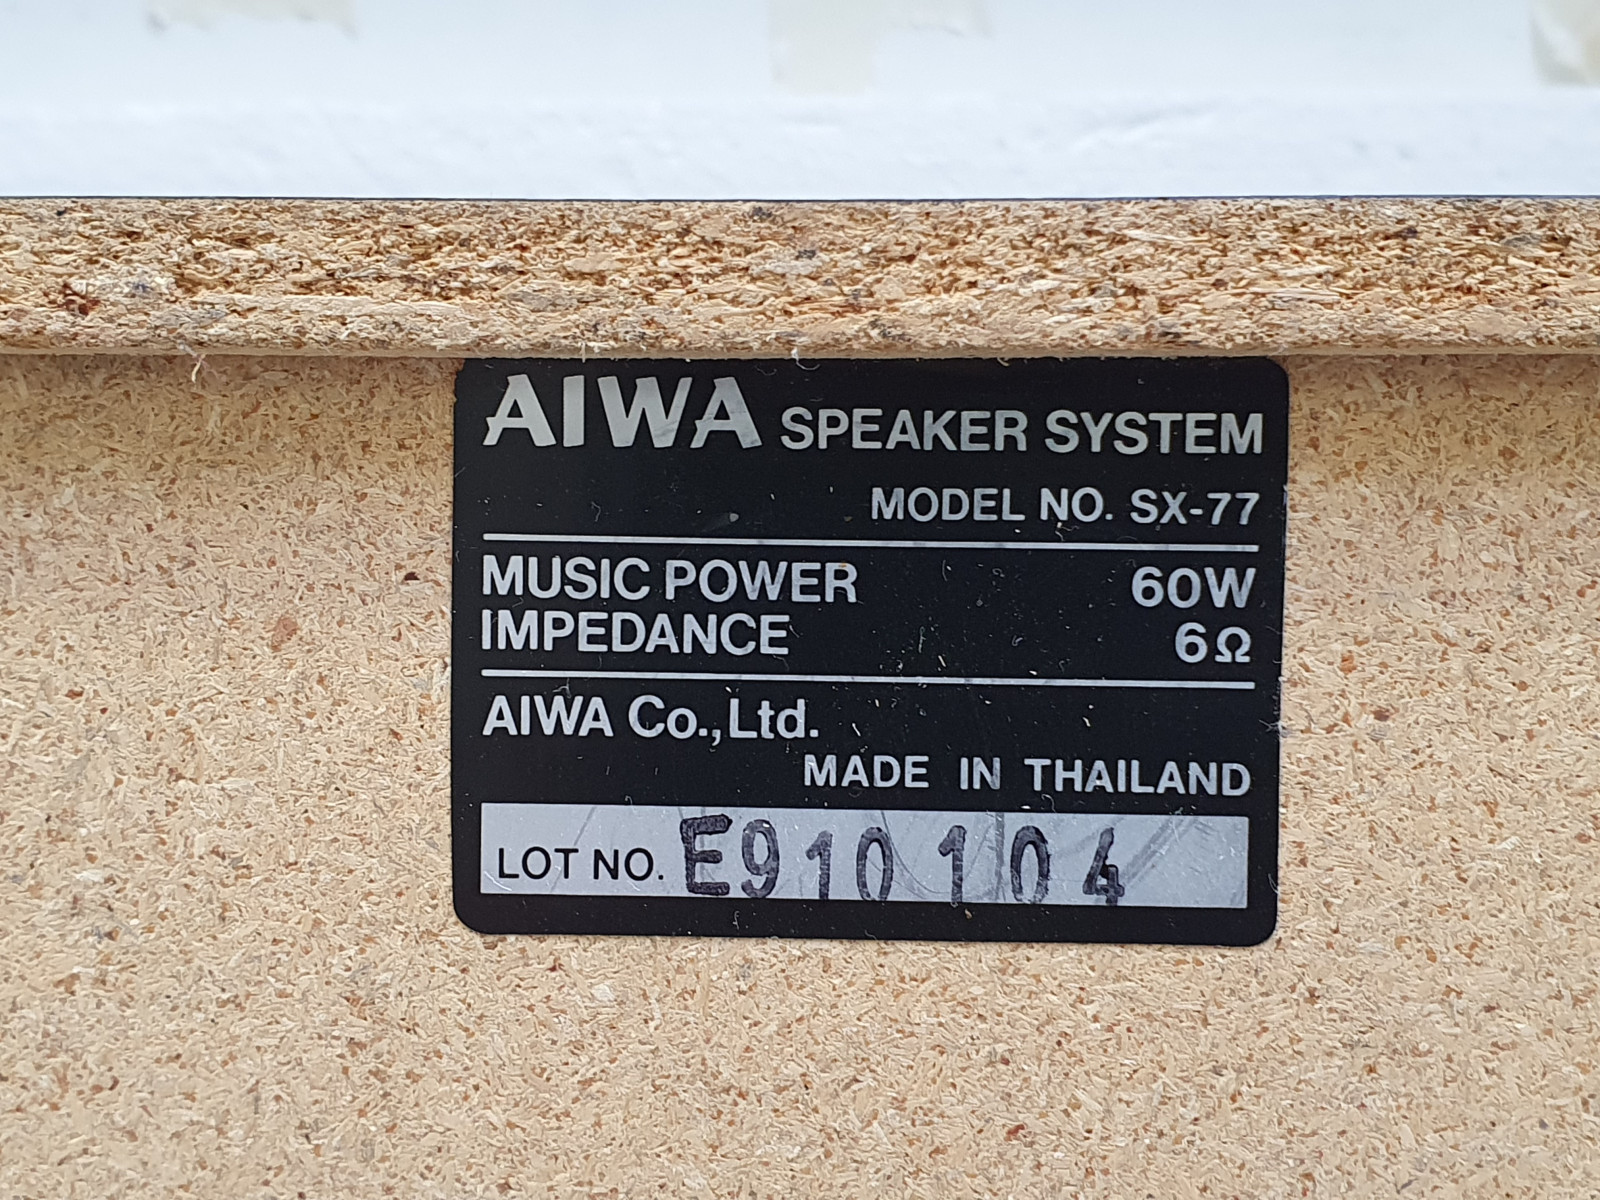 AIWA SPEAKER SYSTEM
MODEL NO. SX-77
MUSIC POWER 60W
IMPEDANCE 6Ω
AIWA Co.,Ltd.
MADE IN THAILAND
LOT NO. E910104